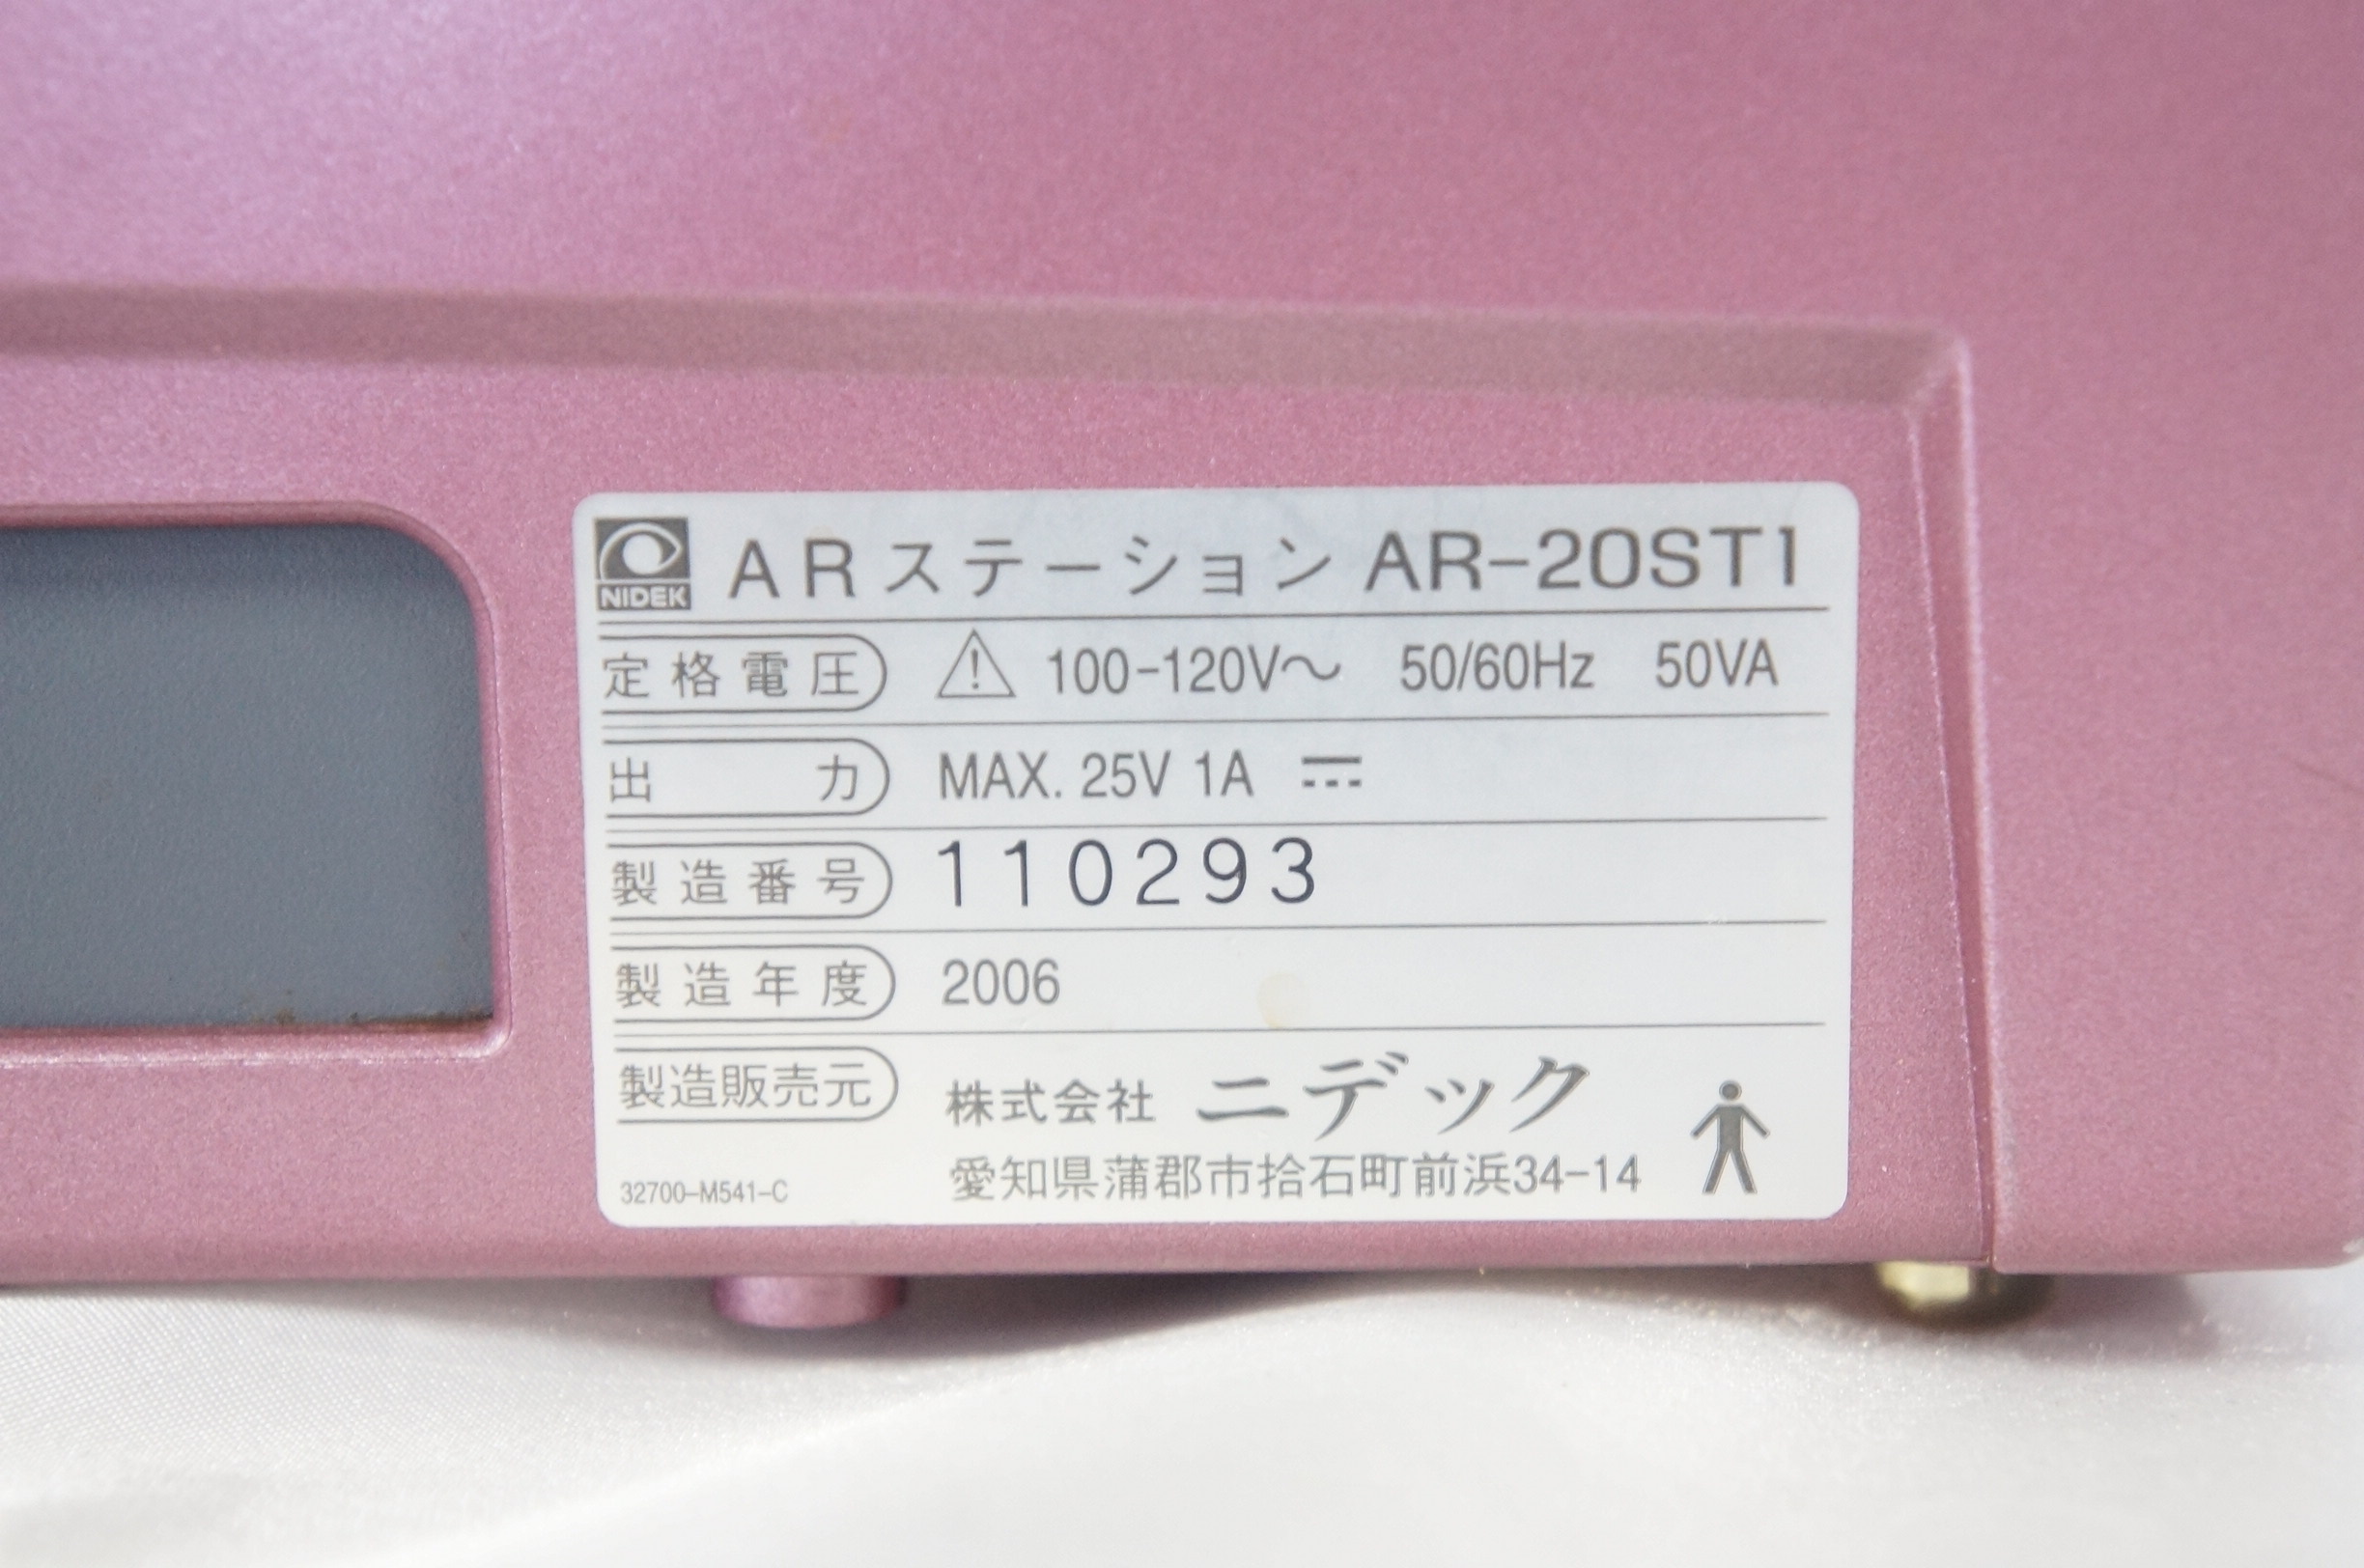 NIDEK ARステーション AR-20ST1
定格電圧 100-120V～ 50/60Hz 50VA
出力 MAX. 25V 1A
製造番号 110293
製造年度 2006
製造販売元 株式会社 ニデック
愛知県蒲郡市拾石町前浜34-14
32700-M541-C